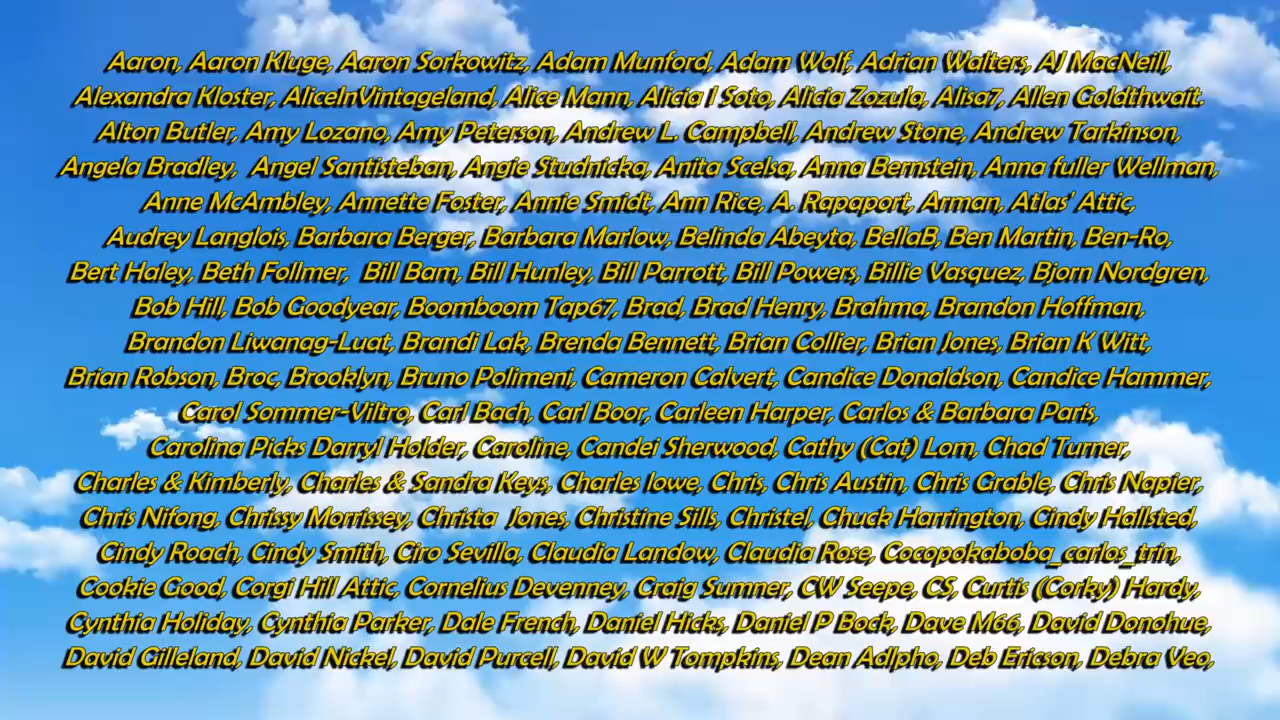 Aaron, Aaron Kluge, Aaron Sorkowitz, Adam Munford, Adam Wolf, Adrian Walters, AJ MacNeill,
Alexandra Kloster, AliceInVintageland, Alice Mann, Alicia I Soto, Alicia Zozula, Alisa7, Allen Goldthwait.
Alton Butler, Amy Lozano, Amy Peterson, Andrew L. Campbell, Andrew Stone, Andrew Tarkinson,
Angela Bradley,  Angel Santisteban, Angie Studnicka, Anita Scelsa, Anna Bernstein, Anna fuller Wellman,
Anne McAmbley, Annette Foster, Annie Smidt, Ann Rice, A. Rapaport, Arman, Atlas' Attic,
Audrey Langlois, Barbara Berger, Barbara Marlow, Belinda Abeyta, BellaB, Ben Martin, Ben-Ro,
Bert Haley, Beth Follmer,  Bill Bam, Bill Hunley, Bill Parrott, Bill Powers, Billie Vasquez, Bjorn Nordgren,
Bob Hill, Bob Goodyear, Boomboom Tap67, Brad, Brad Henry, Brahma, Brandon Hoffman,
Brandon Liwanag-Luat, Brandi Lak, Brenda Bennett, Brian Collier, Brian Jones, Brian K Witt,
Brian Robson, Broc, Brooklyn, Bruno Polimeni, Cameron Calvert, Candice Donaldson, Candice Hammer,
Carol Sommer-Viltro, Carl Bach, Carl Boor, Carleen Harper, Carlos & Barbara Paris,
Carolina Picks Darryl Holder, Caroline, Candei Sherwood, Cathy (Cat) Lom, Chad Turner,
Charles & Kimberly, Charles & Sandra Keys, Charles lowe, Chris, Chris Austin, Chris Grable, Chris Napier,
Chris Nifong, Chrissy Morrissey, Christa  Jones, Christine Sills, Christel, Chuck Harrington, Cindy Hallsted,
Cindy Roach, Cindy Smith, Ciro Sevilla, Claudia Landow, Claudia Rose, Cocopokaboba_carlos_trin,
Cookie Good, Corgi Hill Attic, Cornelius Devenney, Craig Sumner, CW Seepe, CS, Curtis (Corky) Hardy,
Cynthia Holiday, Cynthia Parker, Dale French, Daniel Hicks, Daniel P Bock, Dave M66, David Donohue,
David Gilleland, David Nickel, David Purcell, David W Tompkins, Dean Adlpho, Deb Ericson, Debra Veo,